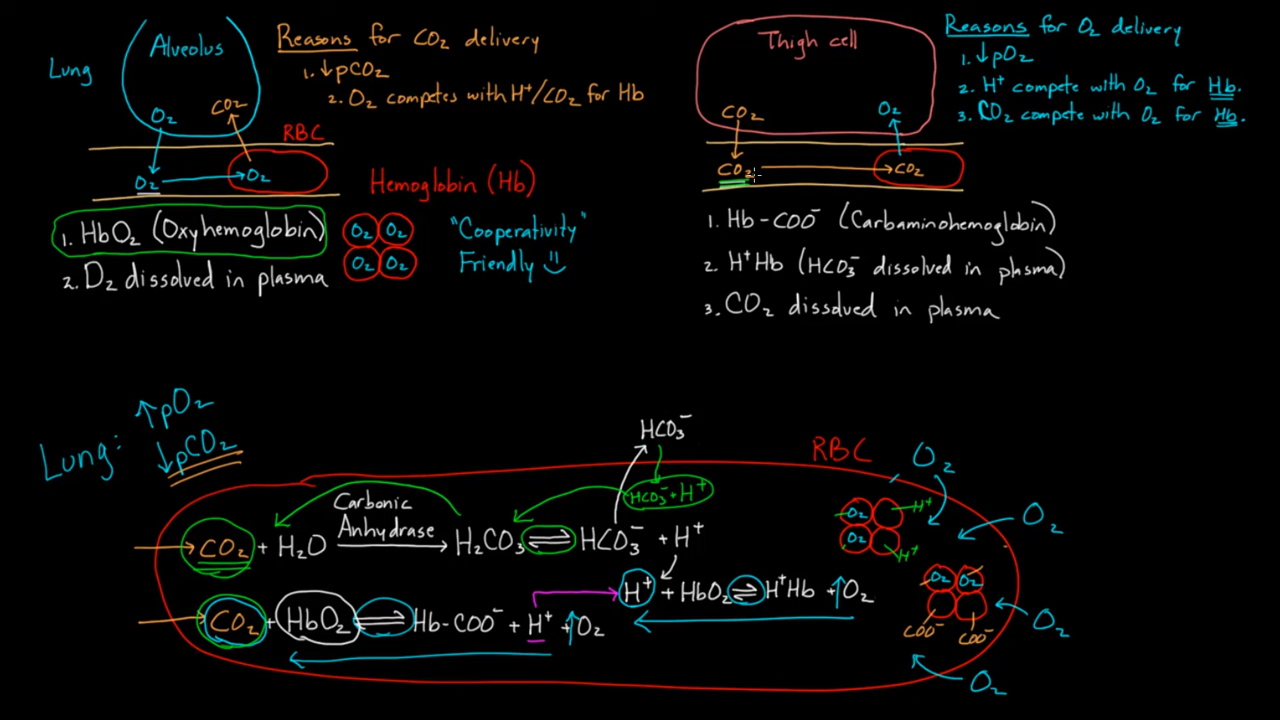 Lung
Alveolus
O₂
CO₂
RBC
O₂
O₂
Reasons for CO₂ delivery
1. ↓pCO₂
2. O₂ competes with H⁺/CO₂ for Hb
Hemoglobin (Hb)
1. HbO₂ (Oxyhemoglobin)
2. O₂ dissolved in plasma
O₂ O₂
O₂ O₂
"Cooperativity"
Friendly
Thigh cell
CO₂
O₂
CO₂
CO₂
Reasons for O₂ delivery
1. ↓pO₂
2. H⁺ compete with O₂ for Hb.
3. CO₂ compete with O₂ for Hb.
1. Hb-COO⁻ (Carbaminohemoglobin)
2. H⁺Hb (HCO₃⁻ dissolved in plasma)
3. CO₂ dissolved in plasma
Lung:
↑pO₂
↓pCO₂
HCO₃⁻
HCO₃⁻ + H⁺
RBC
CO₂ + H₂O
Carbonic
Anhydrase
H₂CO₃ ⇌ HCO₃⁻ + H⁺
H⁺ + HbO₂ ⇌ H⁺Hb + ↑O₂
CO₂ + HbO₂ ⇌ Hb-COO⁻ + H⁺ + ↑O₂
O₂
O₂
O₂
O₂
O₂ H⁺
O₂ H⁺
O₂ O₂
COO⁻ COO⁻